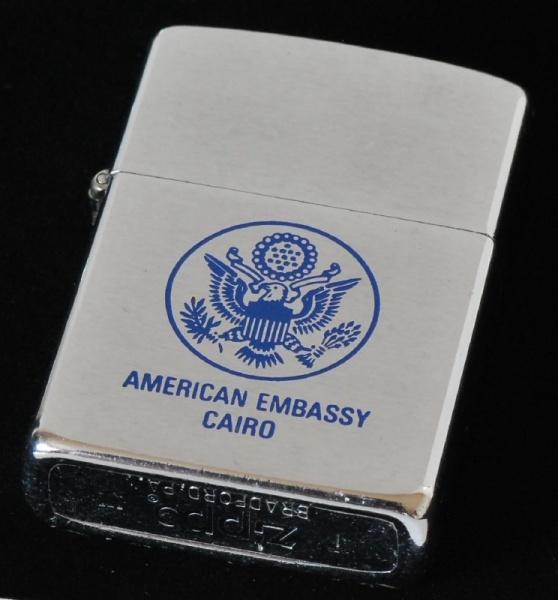 AMERICAN EMBASSY
CAIRO
Zippo
BRADFORD, PA.